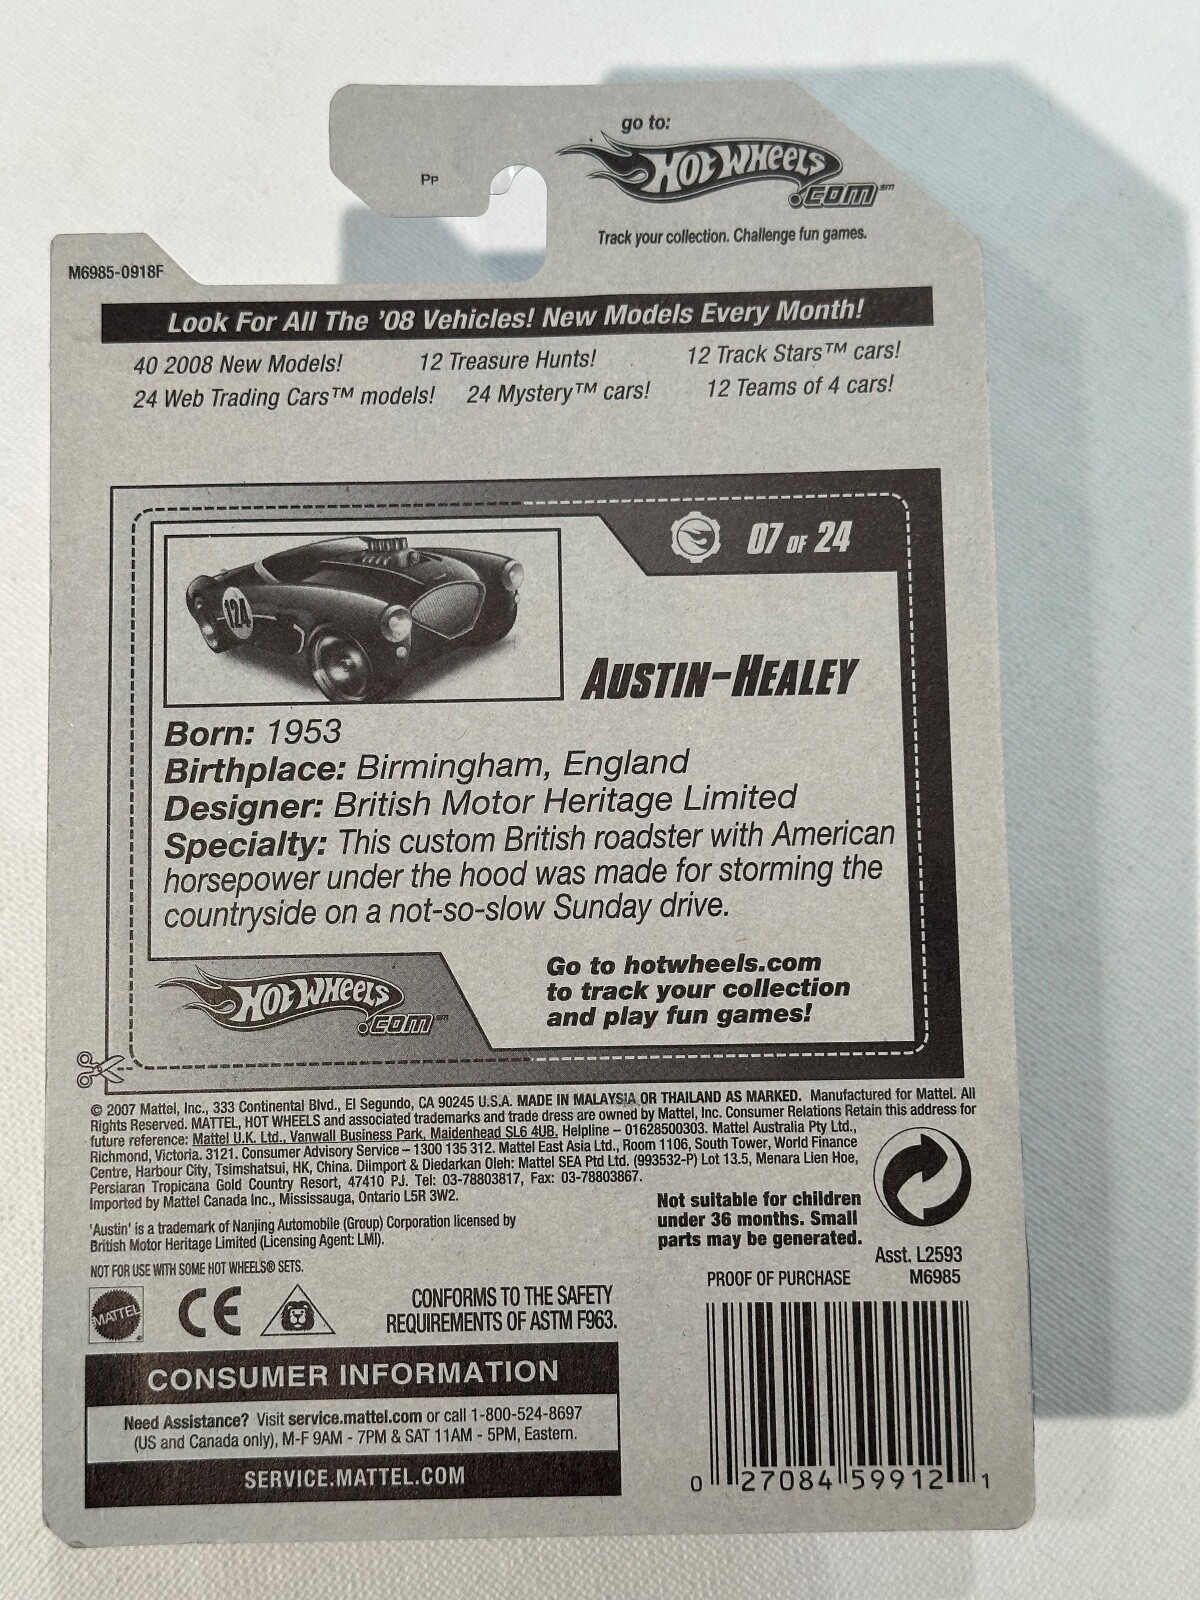 go to:
HOT WHEELS
.COM℠
Pp
Track your collection. Challenge fun games.
M6985-0918F
Look For All The '08 Vehicles! New Models Every Month!
40 2008 New Models! 12 Treasure Hunts! 12 Track Stars™ cars!
24 Web Trading Cars™ models! 24 Mystery™ cars! 12 Teams of 4 cars!
07 OF 24
124
AUSTIN-HEALEY
Born: 1953
Birthplace: Birmingham, England
Designer: British Motor Heritage Limited
Specialty: This custom British roadster with American
horsepower under the hood was made for storming the
countryside on a not-so-slow Sunday drive.
HOT WHEELS
.COM℠
Go to hotwheels.com
to track your collection
and play fun games!
© 2007 Mattel, Inc., 333 Continental Blvd., El Segundo, CA 90245 U.S.A. MADE IN MALAYSIA OR THAILAND AS MARKED. Manufactured for Mattel. All
Rights Reserved. MATTEL, HOT WHEELS and associated trademarks and trade dress are owned by Mattel, Inc. Consumer Relations Retain this address for
future reference: Mattel U.K. Ltd., Vanwall Business Park, Maidenhead SL6 4UB. Helpline – 01628500303. Mattel Australia Pty Ltd.,
Richmond, Victoria. 3121. Consumer Advisory Service – 1300 135 312. Mattel East Asia Ltd., Room 1106, South Tower, World Finance
Centre, Harbour City, Tsimshatsui, HK, China. Diimport & Diedarkan Oleh: Mattel SEA Ptd Ltd. (993532-P) Lot 13.5, Menara Lien Hoe,
Persiaran Tropicana Gold Country Resort, 47410 PJ. Tel: 03-78803817, Fax: 03-78803867.
Imported by Mattel Canada Inc., Mississauga, Ontario L5R 3W2.
'Austin' is a trademark of Nanjing Automobile (Group) Corporation licensed by
British Motor Heritage Limited (Licensing Agent: LMI).
NOT FOR USE WITH SOME HOT WHEELS® SETS.
Not suitable for children
under 36 months. Small
parts may be generated.
Asst. L2593
PROOF OF PURCHASE M6985
MATTEL
®
CE
CONFORMS TO THE SAFETY
REQUIREMENTS OF ASTM F963.
CONSUMER INFORMATION
Need Assistance? Visit service.mattel.com or call 1-800-524-8697
(US and Canada only), M-F 9AM - 7PM & SAT 11AM - 5PM, Eastern.
SERVICE.MATTEL.COM
0 27084 59912 1